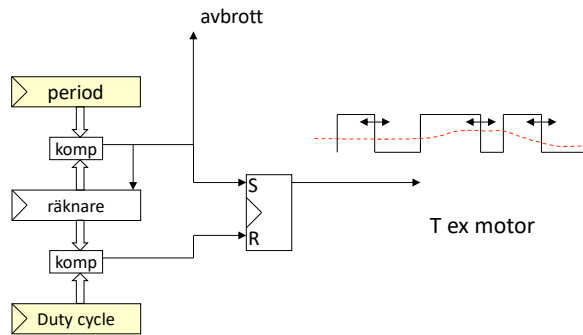 avbrott
period
komp
räknare
komp
Duty cycle
S
R
T ex motor